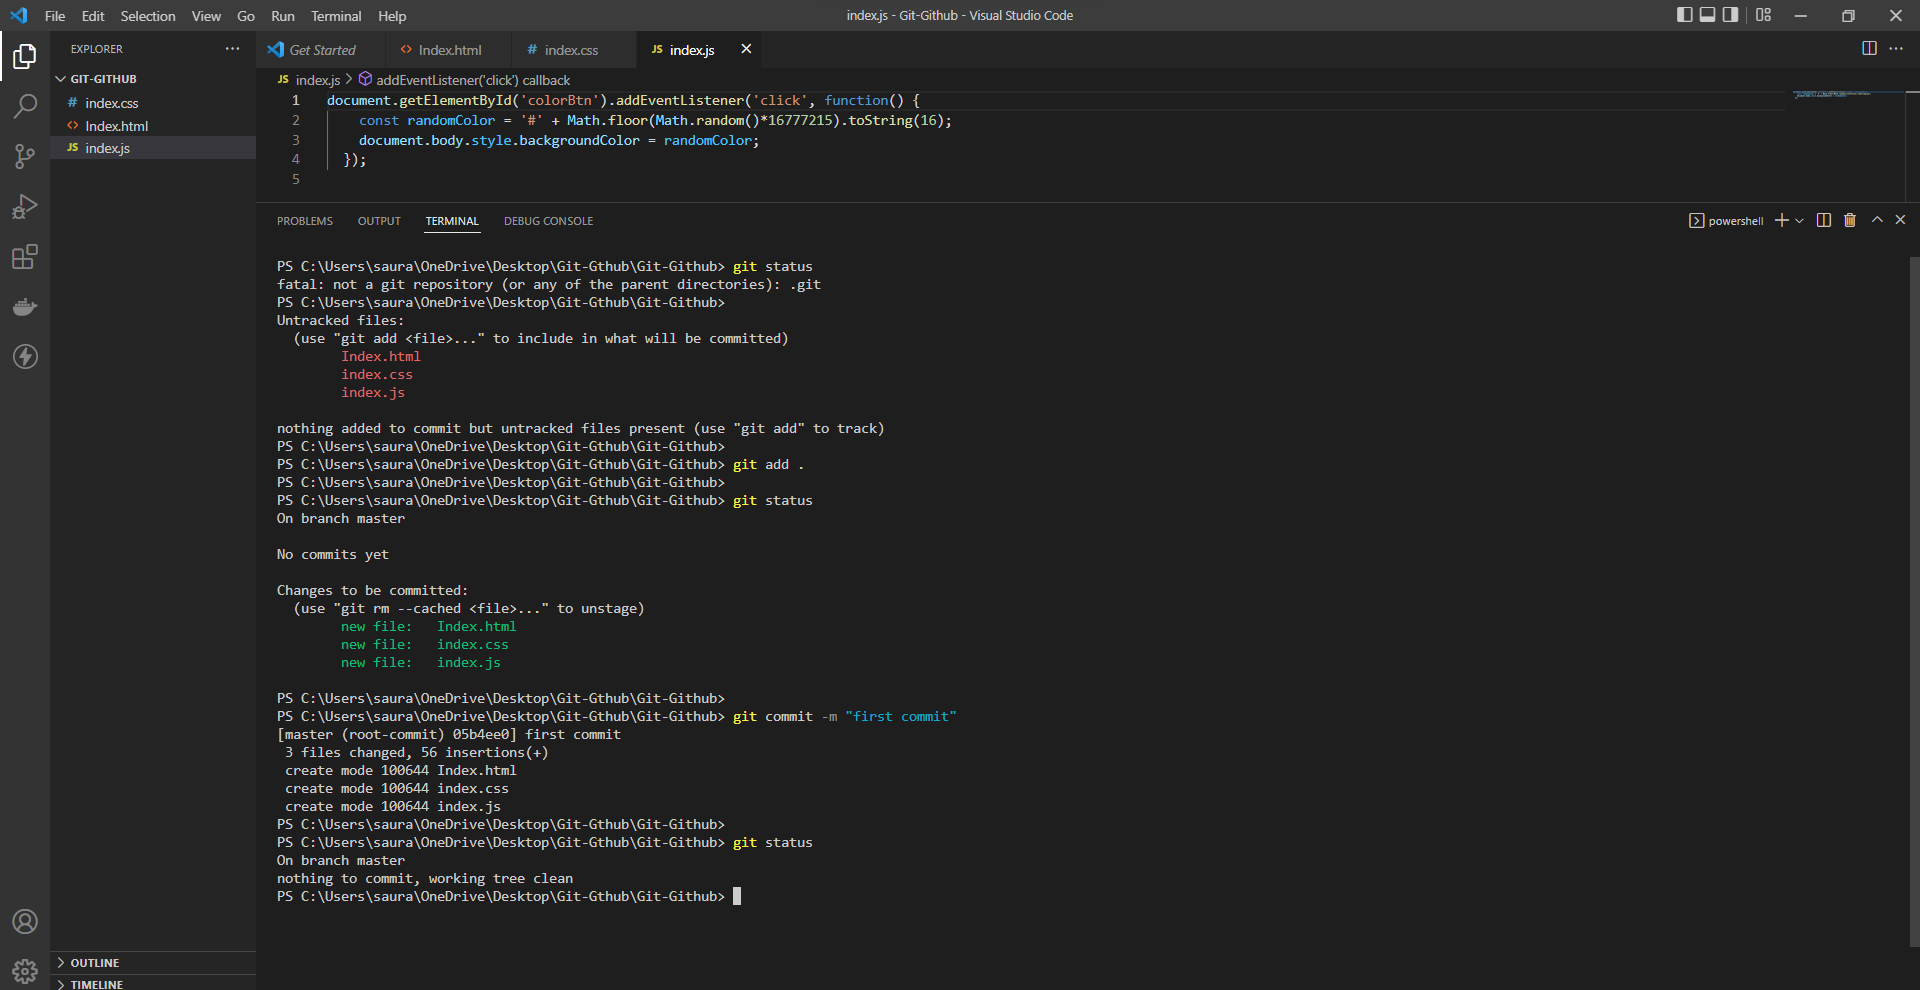 File Edit Selection View Go Run Terminal Help
index.js - Git-Github - Visual Studio Code
EXPLORER
GIT-GITHUB
# index.css
<> Index.html
JS index.js
OUTLINE
TIMELINE
Get Started
<> Index.html
# index.css
JS index.js
JS index.js > addEventListener('click') callback
1 document.getElementById('colorBtn').addEventListener('click', function() {
2 const randomColor = '#' + Math.floor(Math.random()*16777215).toString(16);
3 document.body.style.backgroundColor = randomColor;
4 });
5
PROBLEMS OUTPUT TERMINAL DEBUG CONSOLE
powershell
PS C:\Users\saura\OneDrive\Desktop\Git-Gthub\Git-Github> git status
fatal: not a git repository (or any of the parent directories): .git
PS C:\Users\saura\OneDrive\Desktop\Git-Gthub\Git-Github>
Untracked files:
(use "git add <file>..." to include in what will be committed)
Index.html
index.css
index.js
nothing added to commit but untracked files present (use "git add" to track)
PS C:\Users\saura\OneDrive\Desktop\Git-Gthub\Git-Github>
PS C:\Users\saura\OneDrive\Desktop\Git-Gthub\Git-Github> git add .
PS C:\Users\saura\OneDrive\Desktop\Git-Gthub\Git-Github>
PS C:\Users\saura\OneDrive\Desktop\Git-Gthub\Git-Github> git status
On branch master
No commits yet
Changes to be committed:
(use "git rm --cached <file>..." to unstage)
new file: Index.html
new file: index.css
new file: index.js
PS C:\Users\saura\OneDrive\Desktop\Git-Gthub\Git-Github>
PS C:\Users\saura\OneDrive\Desktop\Git-Gthub\Git-Github> git commit -m "first commit"
[master (root-commit) 05b4ee0] first commit
3 files changed, 56 insertions(+)
create mode 100644 Index.html
create mode 100644 index.css
create mode 100644 index.js
PS C:\Users\saura\OneDrive\Desktop\Git-Gthub\Git-Github>
PS C:\Users\saura\OneDrive\Desktop\Git-Gthub\Git-Github> git status
On branch master
nothing to commit, working tree clean
PS C:\Users\saura\OneDrive\Desktop\Git-Gthub\Git-Github>